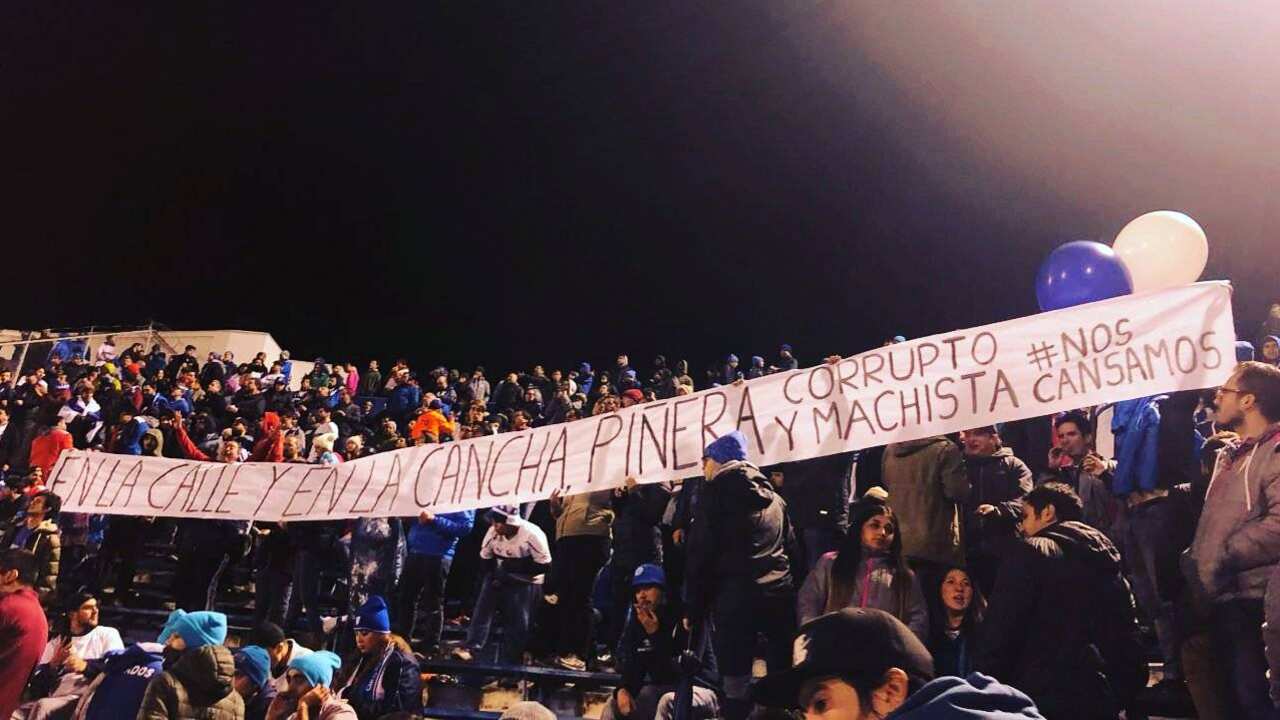 EN LA CALLE Y EN LA CANCHA, PIÑERA CORRUPTO
Y MACHISTA #NOS
CANSAMOS